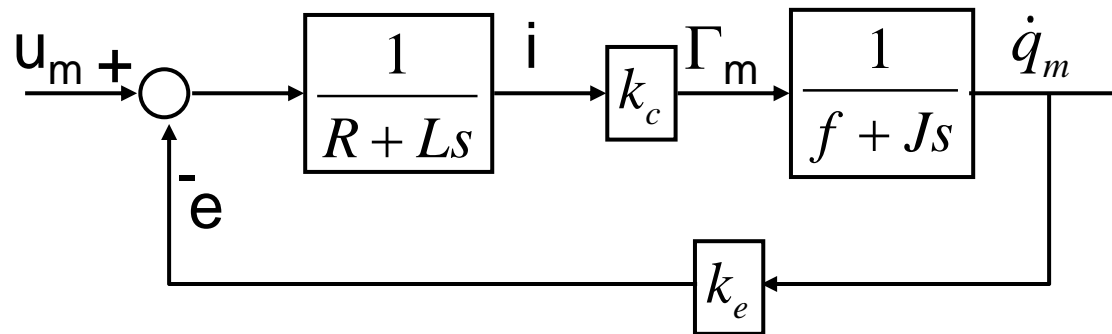 u_m + 1/(R + Ls) i k_c Γ_m 1/(f + Js) q̇_m
- e
k_e